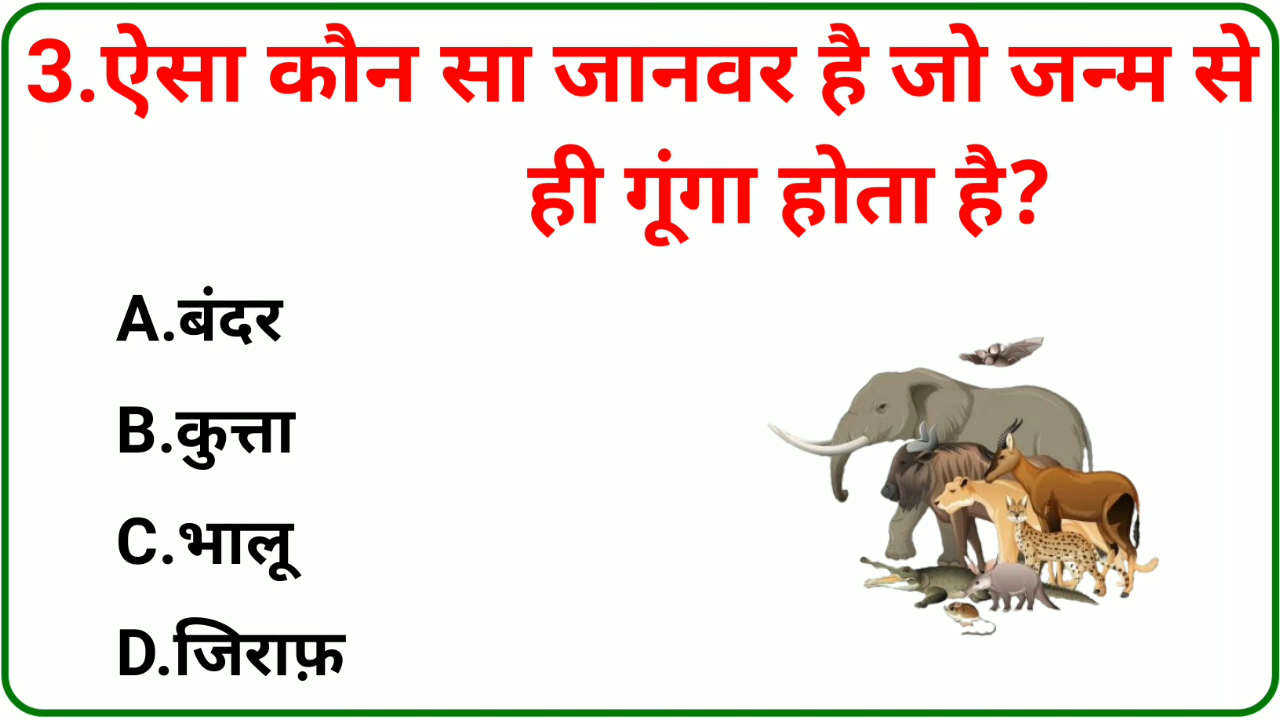 3.ऐसा कौन सा जानवर है जो जन्म से
ही गूंगा होता है?
A.बंदर
B.कुत्ता
C.भालू
D.जिराफ़